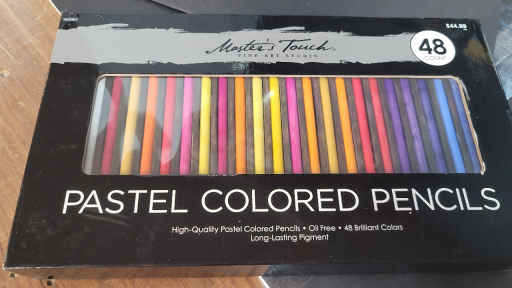 $44.99
Master's Touch
FINE ART STUDIO
48
COUNT
PASTEL COLORED PENCILS
High-Quality Pastel Colored Pencils • Oil Free • 48 Brilliant Colors
Long-Lasting Pigment